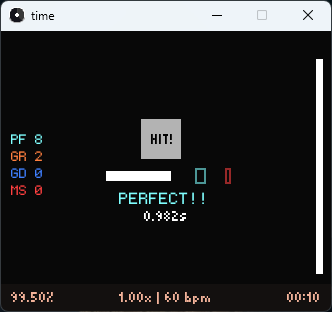 time
HIT!
PF 8
GR 2
GD 0
MS 0
PERFECT!!
0.982s
99.50%
1.00x | 60 bpm
00:10